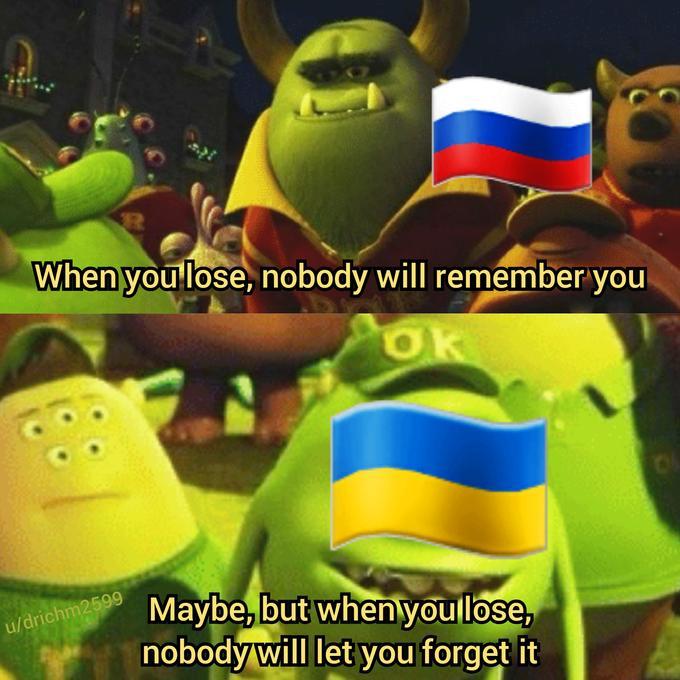 R
When you lose, nobody will remember you
OK
u/drichm2599
Maybe, but when you lose,
nobody will let you forget it